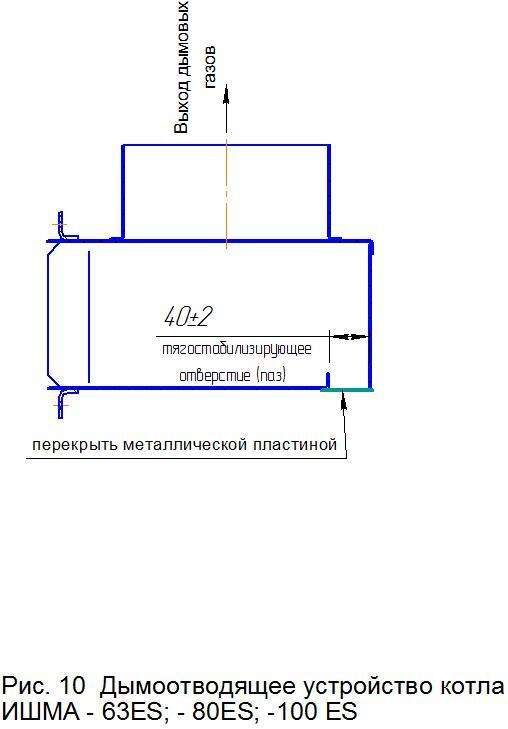 Выход дымовых
газов
40±2
тягостабилизирующее
отверстие (паз)
перекрыть металлической пластиной
Рис. 10 Дымоотводящее устройство котла
ИШМА - 63ES; - 80ES; -100 ES